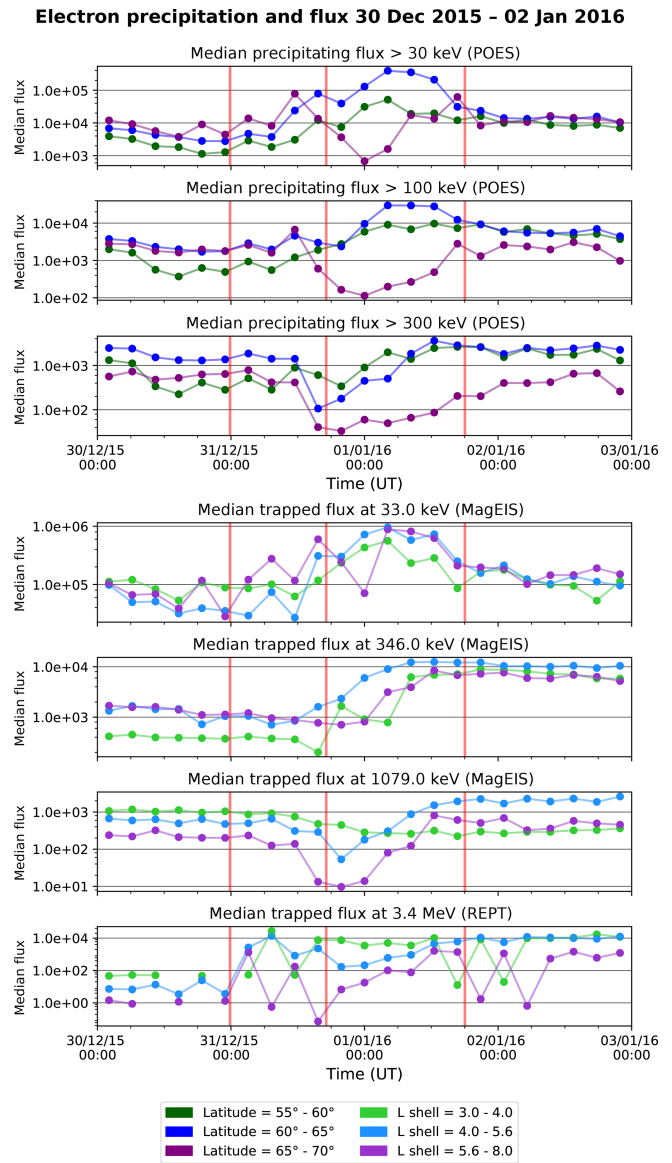 Electron precipitation and flux 30 Dec 2015 – 02 Jan 2016
Median precipitating flux > 30 keV (POES)
Median flux
1.0e+05
1.0e+04
1.0e+03
Median precipitating flux > 100 keV (POES)
Median flux
1.0e+04
1.0e+03
1.0e+02
Median precipitating flux > 300 keV (POES)
Median flux
1.0e+03
1.0e+02
30/12/15 31/12/15 01/01/16 02/01/16 03/01/16
00:00 00:00 00:00 00:00 00:00
Time (UT)
Median trapped flux at 33.0 keV (MagEIS)
Median flux
1.0e+06
1.0e+05
Median trapped flux at 346.0 keV (MagEIS)
Median flux
1.0e+04
1.0e+03
Median trapped flux at 1079.0 keV (MagEIS)
Median flux
1.0e+03
1.0e+02
1.0e+01
Median trapped flux at 3.4 MeV (REPT)
Median flux
1.0e+04
1.0e+02
1.0e+00
30/12/15 31/12/15 01/01/16 02/01/16 03/01/16
00:00 00:00 00:00 00:00 00:00
Time (UT)
Latitude = 55° - 60° L shell = 3.0 - 4.0
Latitude = 60° - 65° L shell = 4.0 - 5.6
Latitude = 65° - 70° L shell = 5.6 - 8.0